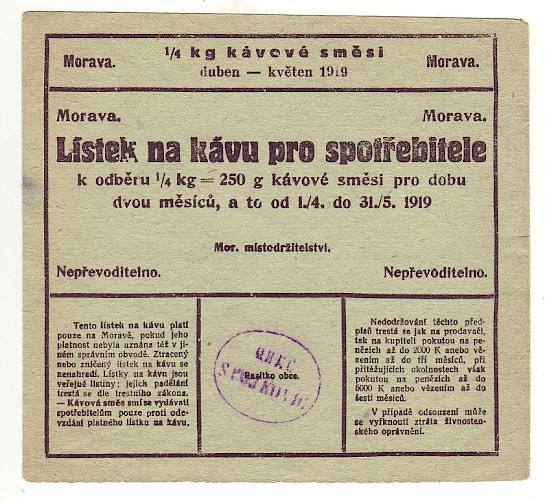 Morava.
1/4 kg kávové směsi
duben — květen 1919
Morava.
Morava.
Morava.
Lístek na kávu pro spotřebitele
k odběru 1/4 kg = 250 g kávové směsi pro dobu
dvou měsíců, a to od 1./4. do 31./5. 1919
Mor. místodržitelství.
Nepřevoditelno.
Nepřevoditelno.
Tento lístek na kávu platí
pouze na Moravě, pokud jeho
platnost nebyla uznána též v ji-
ném správním obvodě. Ztracený
nebo zničený lístek na kávu se
nenahradí. Lístky na kávu jsou
veřejné listiny; jejich padělání
trestá se dle trestního zákona.
— Kávová směs smí se vydávati
spotřebitelům pouze proti ode-
vzdání platného lístku na kávu.
Razítko obce.
Nedodržování těchto před-
pisů trestá se jak na prodavači,
tak na kupiteli pokutou na pe-
nězích až do 2000 K anebo vě-
zením až do tří měsíců, při
přitěžujících okolnostech však
pokutou na penězích až do
5000 K, anebo vězením až do
šesti měsíců.
V případě odsouzení může
se vyřknouti ztráta živnosten-
ského oprávnění.